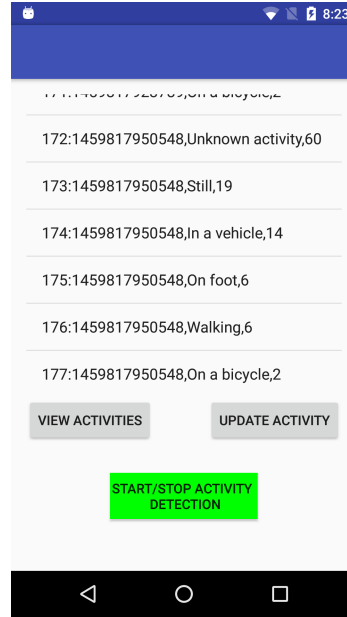 8:23
172:1459817950548,Unknown activity,60
173:1459817950548,Still,19
174:1459817950548,In a vehicle,14
175:1459817950548,On foot,6
176:1459817950548,Walking,6
177:1459817950548,On a bicycle,2
VIEW ACTIVITIES
UPDATE ACTIVITY
START/STOP ACTIVITY
DETECTION